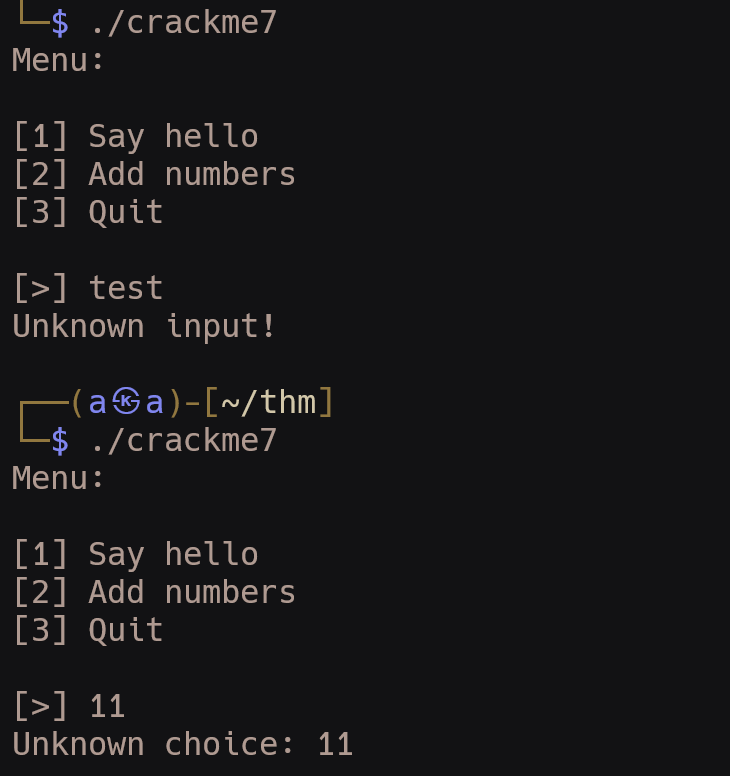 └─$ ./crackme7
Menu:

[1] Say hello
[2] Add numbers
[3] Quit

[>] test
Unknown input!

┌──(a㉿a)-[~/thm]
└─$ ./crackme7
Menu:

[1] Say hello
[2] Add numbers
[3] Quit

[>] 11
Unknown choice: 11